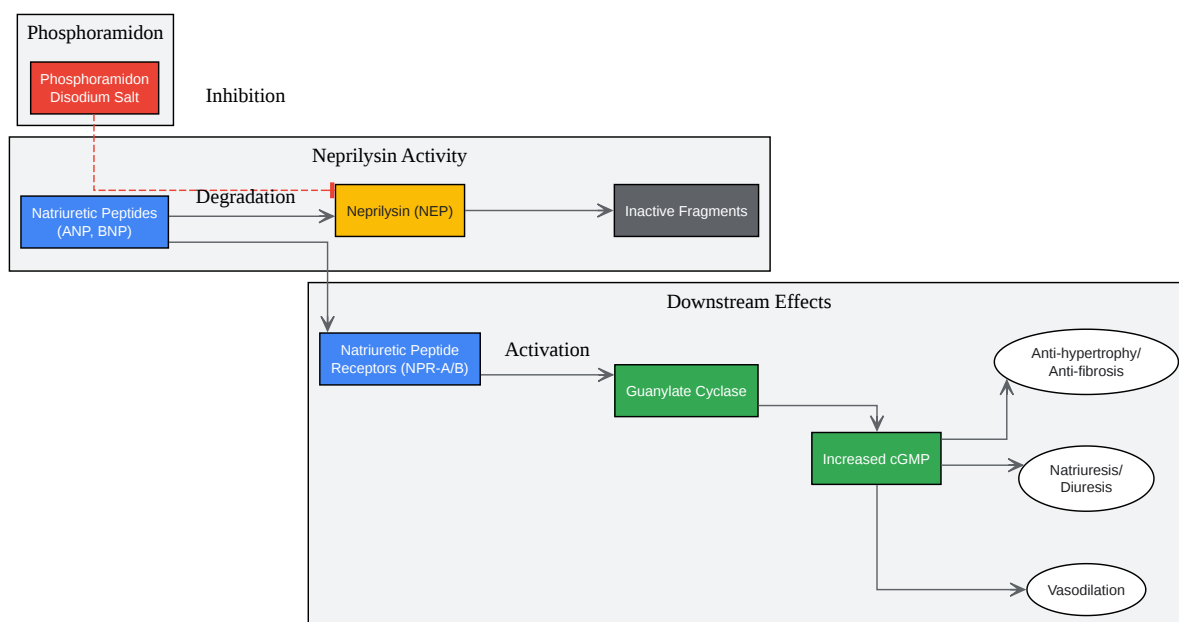 Phosphoramidon
Phosphoramidon
Disodium Salt
Inhibition
Neprilysin Activity
Degradation
Natriuretic Peptides
(ANP, BNP)
Neprilysin (NEP)
Inactive Fragments
Downstream Effects
Natriuretic Peptide
Receptors (NPR-A/B)
Activation
Guanylate Cyclase
Anti-hypertrophy/
Anti-fibrosis
Increased cGMP
Natriuresis/
Diuresis
Vasodilation